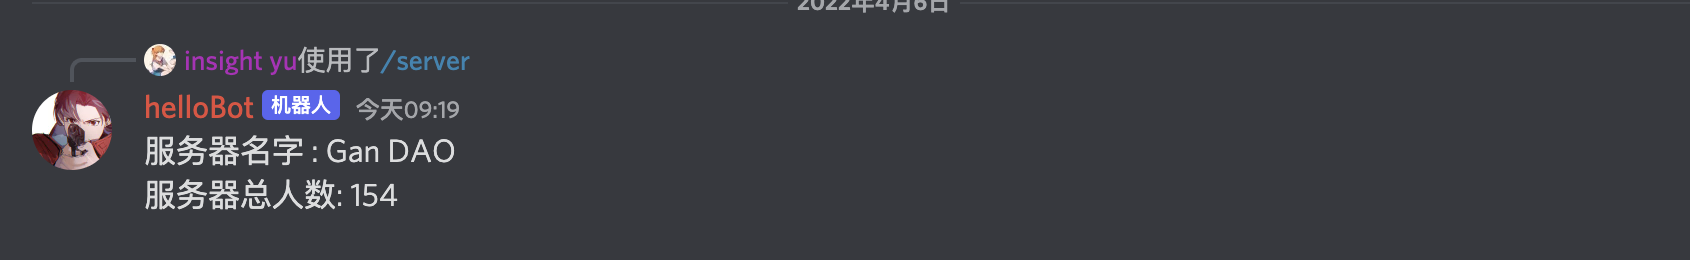 2022年4月6日
insight yu使用了/server
helloBot 机器人 今天09:19
服务器名字 : Gan DAO
服务器总人数: 154